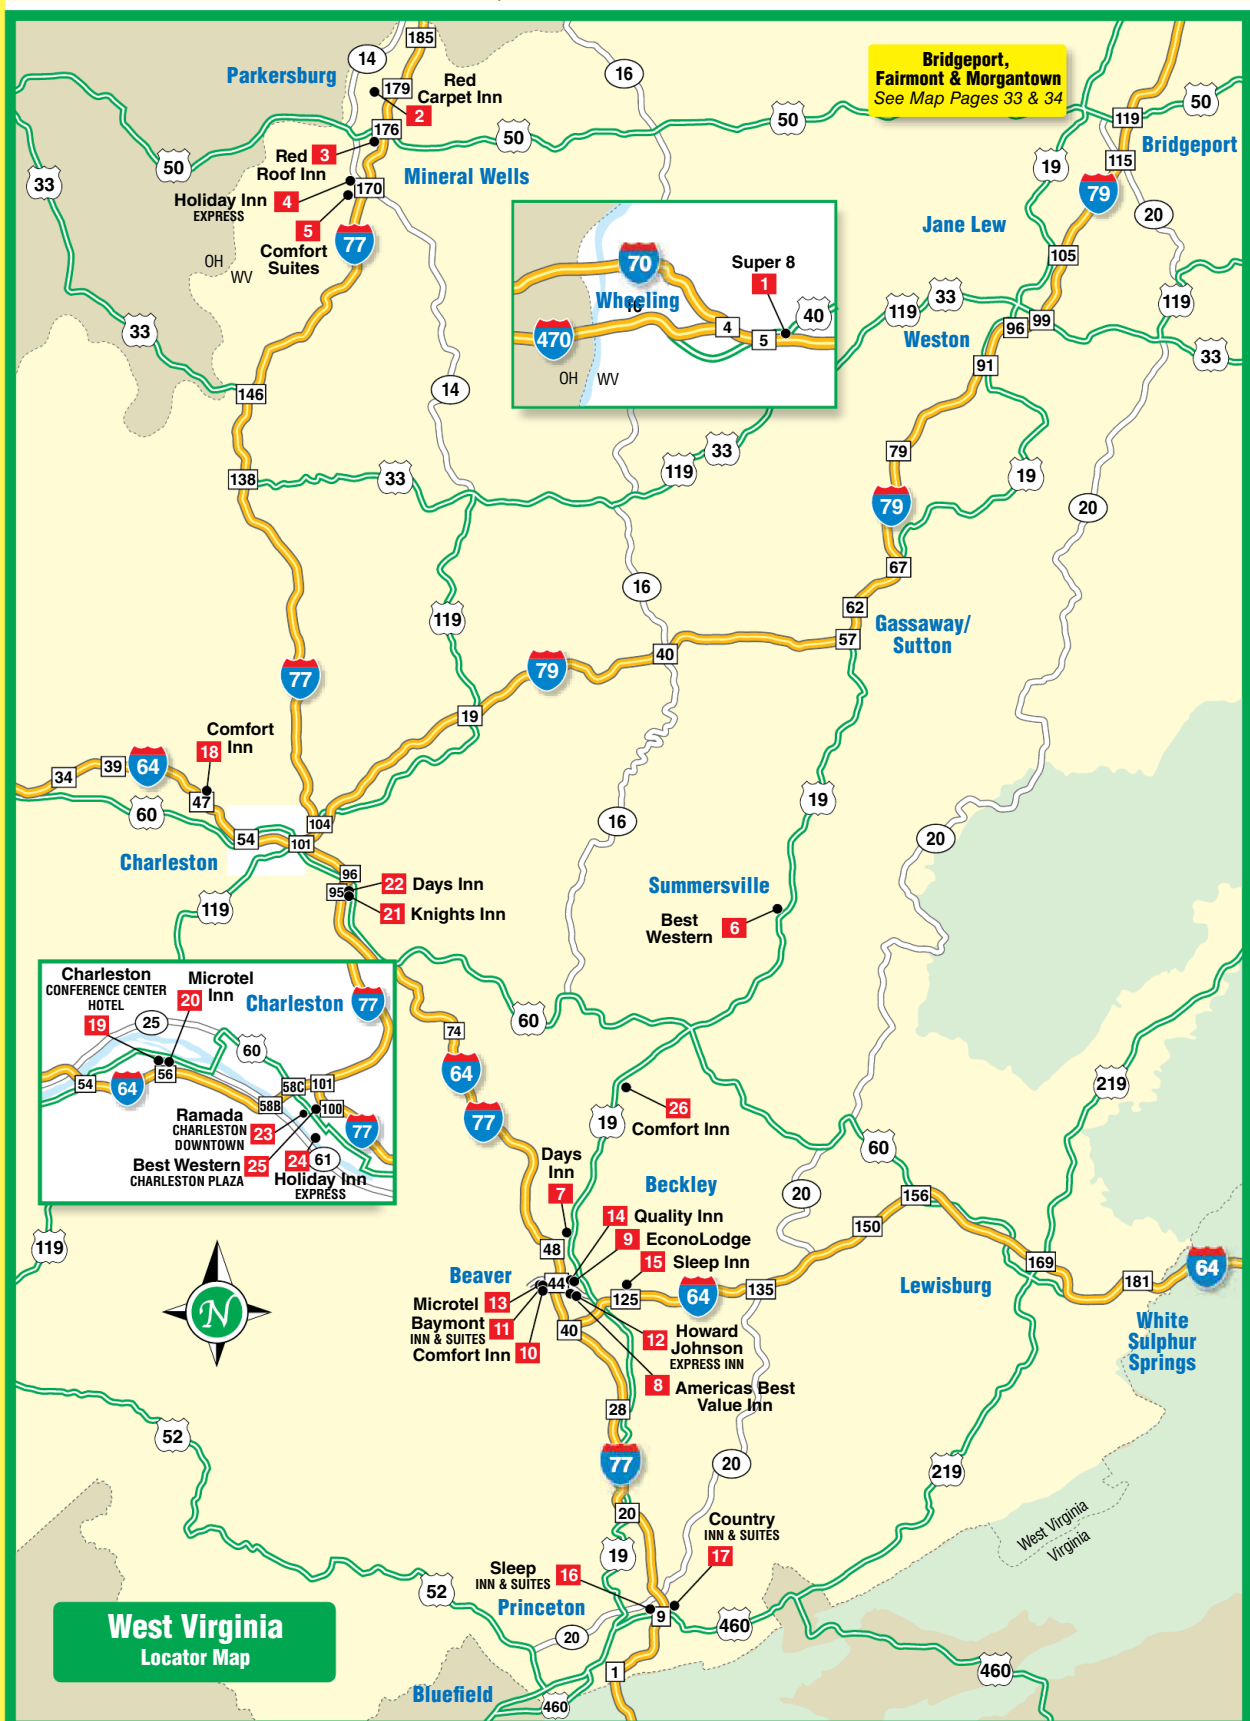 185
14
16
Parkersburg
Red
Carpet Inn
179
2
Bridgeport,
Fairmont & Morgantown
See Map Pages 33 & 34
50
119
50
176
50
50
Bridgeport
Red
Roof Inn
3
115
19
33
Mineral Wells
170
Holiday Inn
EXPRESS
4
79
20
5
Comfort
Suites
77
Jane Lew
OH
WV
105
70
Super 8
1
Wheeling
16
40
470
4
5
OH
WV
119
33
119
96
99
Weston
33
33
91
146
14
79
33
119
33
138
19
79
20
67
16
62
119
57
Gassaway/
Sutton
40
77
79
19
Comfort
Inn
18
34
39
64
47
60
19
16
104
54
101
20
Charleston
96
95
22
Days Inn
21
Knights Inn
119
Summersville
Best
Western
6
Charleston
CONFERENCE CENTER
HOTEL
19
Microtel
Inn
20
Charleston
77
25
60
54
64
56
58C
101
58B
100
Ramada
CHARLESTON
DOWNTOWN
23
77
Best Western
CHARLESTON PLAZA
25
24
61
Holiday Inn
EXPRESS
60
74
64
77
219
26
Comfort Inn
19
60
Days
Inn
7
Beckley
20
156
14
Quality Inn
150
9
EconoLodge
119
48
15
Sleep Inn
169
64
Beaver
44
64
135
181
Lewisburg
125
Microtel
13
N
Baymont
INN & SUITES
11
40
12
Howard
Johnson
EXPRESS INN
White
Sulphur
Springs
Comfort Inn
10
8
Americas Best
Value Inn
28
52
77
20
219
20
Country
INN & SUITES
17
West Virginia
Virginia
19
Sleep
INN & SUITES
16
52
Princeton
9
460
20
West Virginia
Locator Map
1
460
Bluefield
460